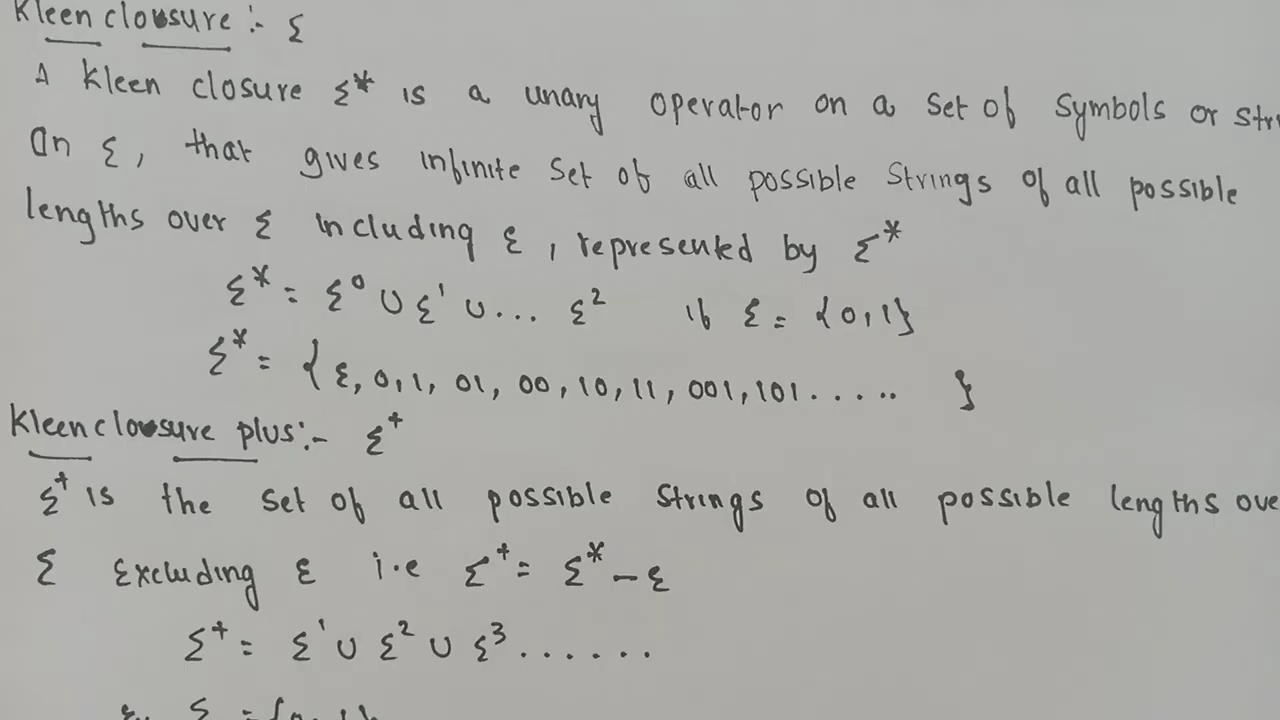 Kleen clousure :- Σ
A kleen closure Σ* is a unary operator on a set of symbols or
On Σ, that gives infinite set of all possible strings of all possible
lengths over Σ including ε, represented by Σ*
Σ* = Σ⁰ ∪ Σ¹ ∪ ... Σ² if Σ = {0,1}
Σ* = {ε, 0, 1, 01, 00, 10, 11, 001, 101 ..... }
Kleen clousure plus:- Σ⁺
Σ⁺ is the set of all possible strings of all possible lengths
Σ Excluding ε i.e Σ⁺ = Σ* - ε
Σ⁺ = Σ¹ ∪ Σ² ∪ Σ³ ......